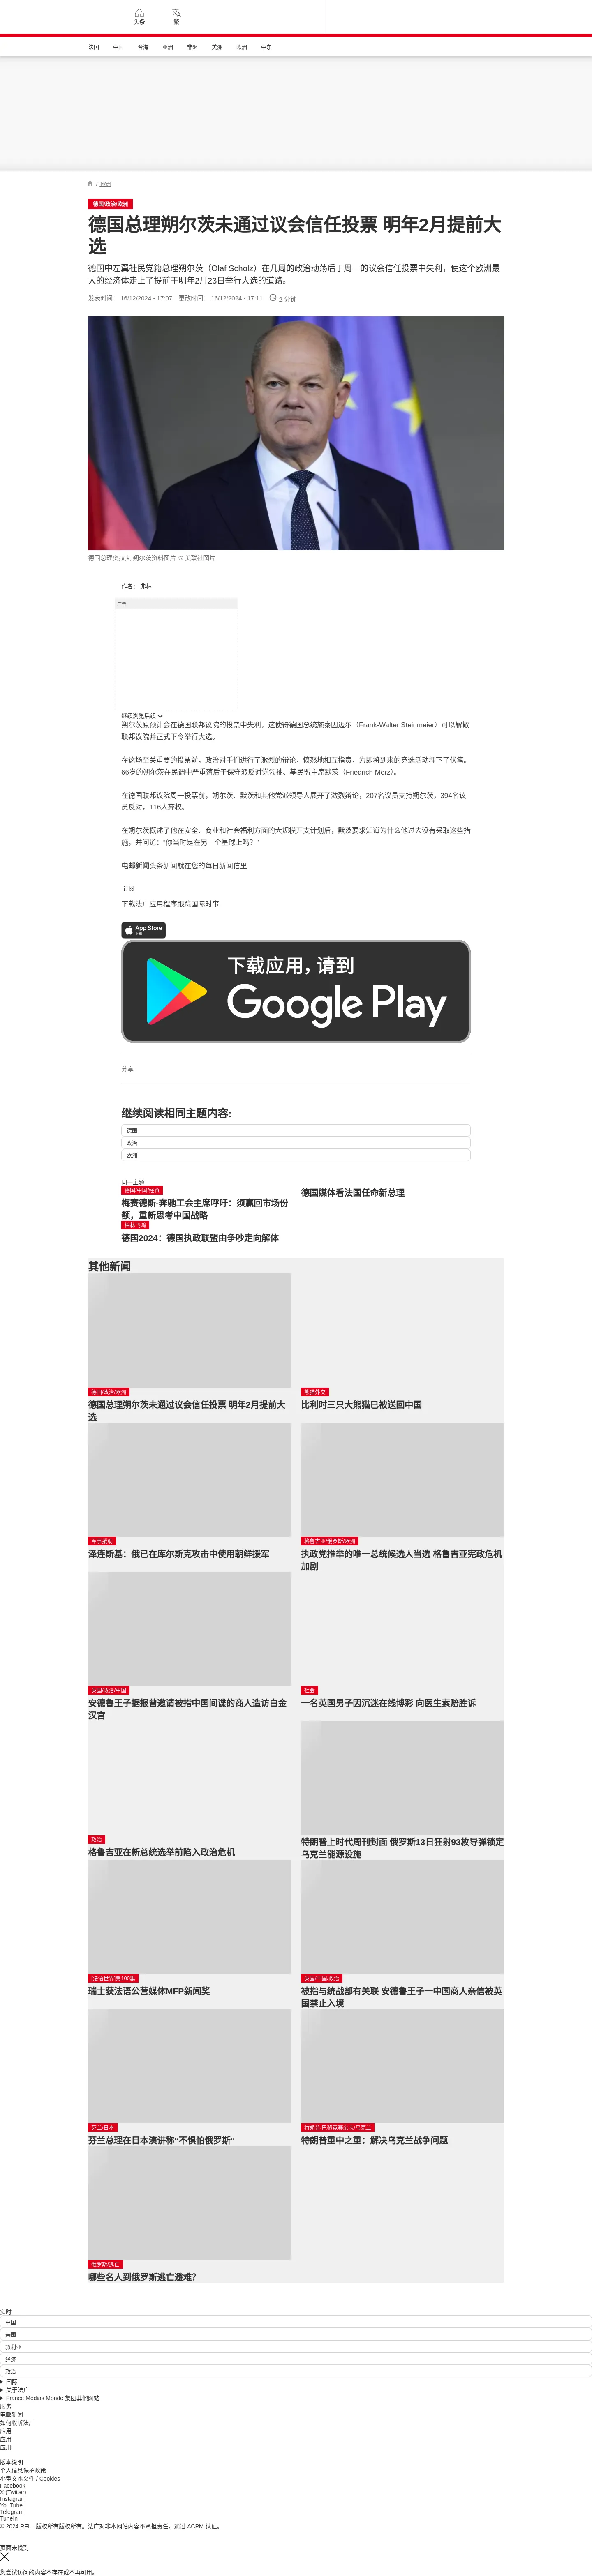 头条
繁
法国
中国
台海
亚洲
非洲
美洲
欧洲
中东
/ 欧洲
德国/政治/欧洲
德国总理朔尔茨未通过议会信任投票 明年2月提前大
选
德国中左翼社民党籍总理朔尔茨（Olaf Scholz）在几周的政治动荡后于周一的议会信任投票中失利，使这个欧洲最
大的经济体走上了提前于明年2月23日举行大选的道路。
发表时间： 16/12/2024 - 17:07 更改时间： 16/12/2024 - 17:11 2 分钟
德国总理奥拉夫·朔尔茨资料图片 © 美联社图片
作者： 弗林
广告
继续浏览后续
朔尔茨原预计会在德国联邦议院的投票中失利，这使得德国总统施泰因迈尔（Frank-Walter Steinmeier）可以解散
联邦议院并正式下令举行大选。
在这场至关重要的投票前，政治对手们进行了激烈的辩论，愤怒地相互指责，为即将到来的竞选活动埋下了伏笔。
66岁的朔尔茨在民调中严重落后于保守派反对党领袖、基民盟主席默茨（Friedrich Merz）。
在德国联邦议院周一投票前，朔尔茨、默茨和其他党派领导人展开了激烈辩论，207名议员支持朔尔茨，394名议
员反对，116人弃权。
在朔尔茨概述了他在安全、商业和社会福利方面的大规模开支计划后，默茨要求知道为什么他过去没有采取这些措
施，并问道：“你当时是在另一个星球上吗？”
电邮新闻头条新闻就在您的每日新闻信里
订阅
下载法广应用程序跟踪国际时事
App Store
下载
下载应用，请到
Google Play
分享 :
继续阅读相同主题内容:
德国
政治
欧洲
同一主题
德国/中国/经贸
梅赛德斯-奔驰工会主席呼吁：须赢回市场份
额，重新思考中国战略
德国媒体看法国任命新总理
柏林飞鸿
德国2024：德国执政联盟由争吵走向解体
其他新闻
德国/政治/欧洲
德国总理朔尔茨未通过议会信任投票 明年2月提前大
选
熊猫外交
比利时三只大熊猫已被送回中国
军事援助
泽连斯基：俄已在库尔斯克攻击中使用朝鲜援军
格鲁吉亚/俄罗斯/欧洲
执政党推举的唯一总统候选人当选 格鲁吉亚宪政危机
加剧
英国/政治/中国
安德鲁王子据报曾邀请被指中国间谍的商人造访白金
汉宫
社会
一名英国男子因沉迷在线博彩 向医生索赔胜诉
政治
格鲁吉亚在新总统选举前陷入政治危机
特朗普上时代周刊封面 俄罗斯13日狂射93枚导弹锁定
乌克兰能源设施
[法语世界]第100集
瑞士获法语公营媒体MFP新闻奖
英国/中国/政治
被指与统战部有关联 安德鲁王子一中国商人亲信被英
国禁止入境
芬兰/日本
芬兰总理在日本演讲称“不惧怕俄罗斯”
特朗普/巴黎竞赛杂志/乌克兰
特朗普重中之重：解决乌克兰战争问题
俄罗斯/逃亡
哪些名人到俄罗斯逃亡避难？
实时
中国
美国
叙利亚
经济
政治
国际
关于法广
France Médias Monde 集团其他网站
服务
电邮新闻
如何收听法广
应用
应用
应用
版本说明
个人信息保护政策
小型文本文件 / Cookies
Facebook
X (Twitter)
Instagram
YouTube
Telegram
TuneIn
© 2024 RFI – 版权所有版权所有。法广对非本网站内容不承担责任。通过 ACPM 认证。
页面未找到
您尝试访问的内容不存在或不再可用。